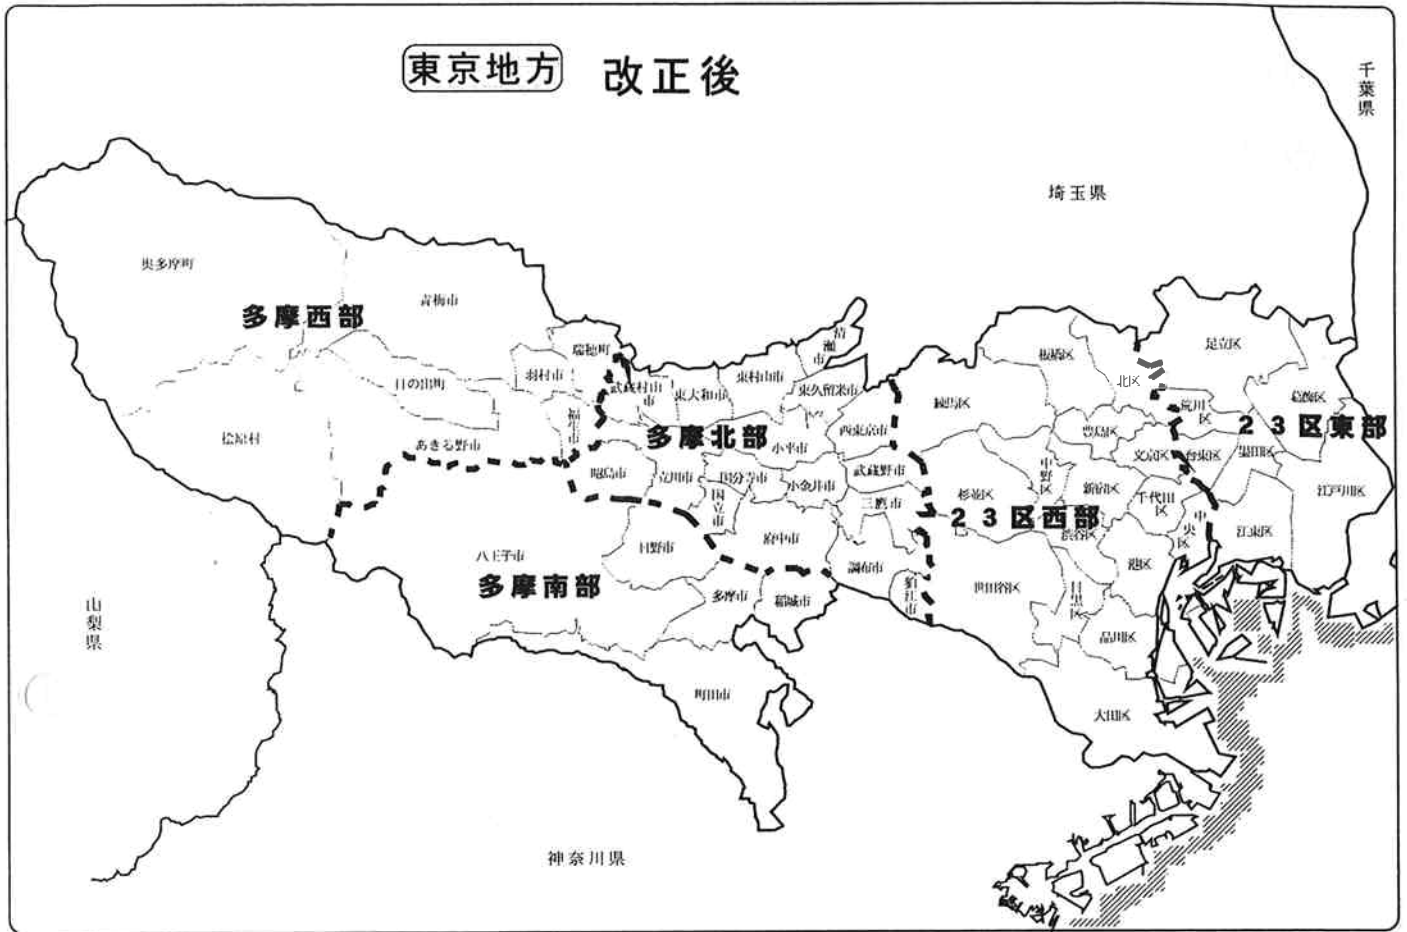 東京地方 改正後
千葉県
埼玉県
奥多摩町
青梅市
多摩西部
瑞穂町
清瀬市
板橋区
足立区
羽村市
日の出町
武蔵村山市
東大和市
東村山市
東久留米市
練馬区
北区
荒川区
葛飾区
桧原村
あきる野市
福生市
多摩北部
小平市
西東京市
豊島区
文京区
台東区
墨田区
23区東部
昭島市
立川市
国分寺市
国立市
小金井市
武蔵野市
三鷹市
杉並区
中野区
新宿区
千代田区
23区西部
渋谷区
中央区
江東区
江戸川区
八王子市
日野市
府中市
調布市
狛江市
世田谷区
目黒区
港区
多摩南部
多摩市
稲城市
品川区
山梨県
町田市
大田区
神奈川県